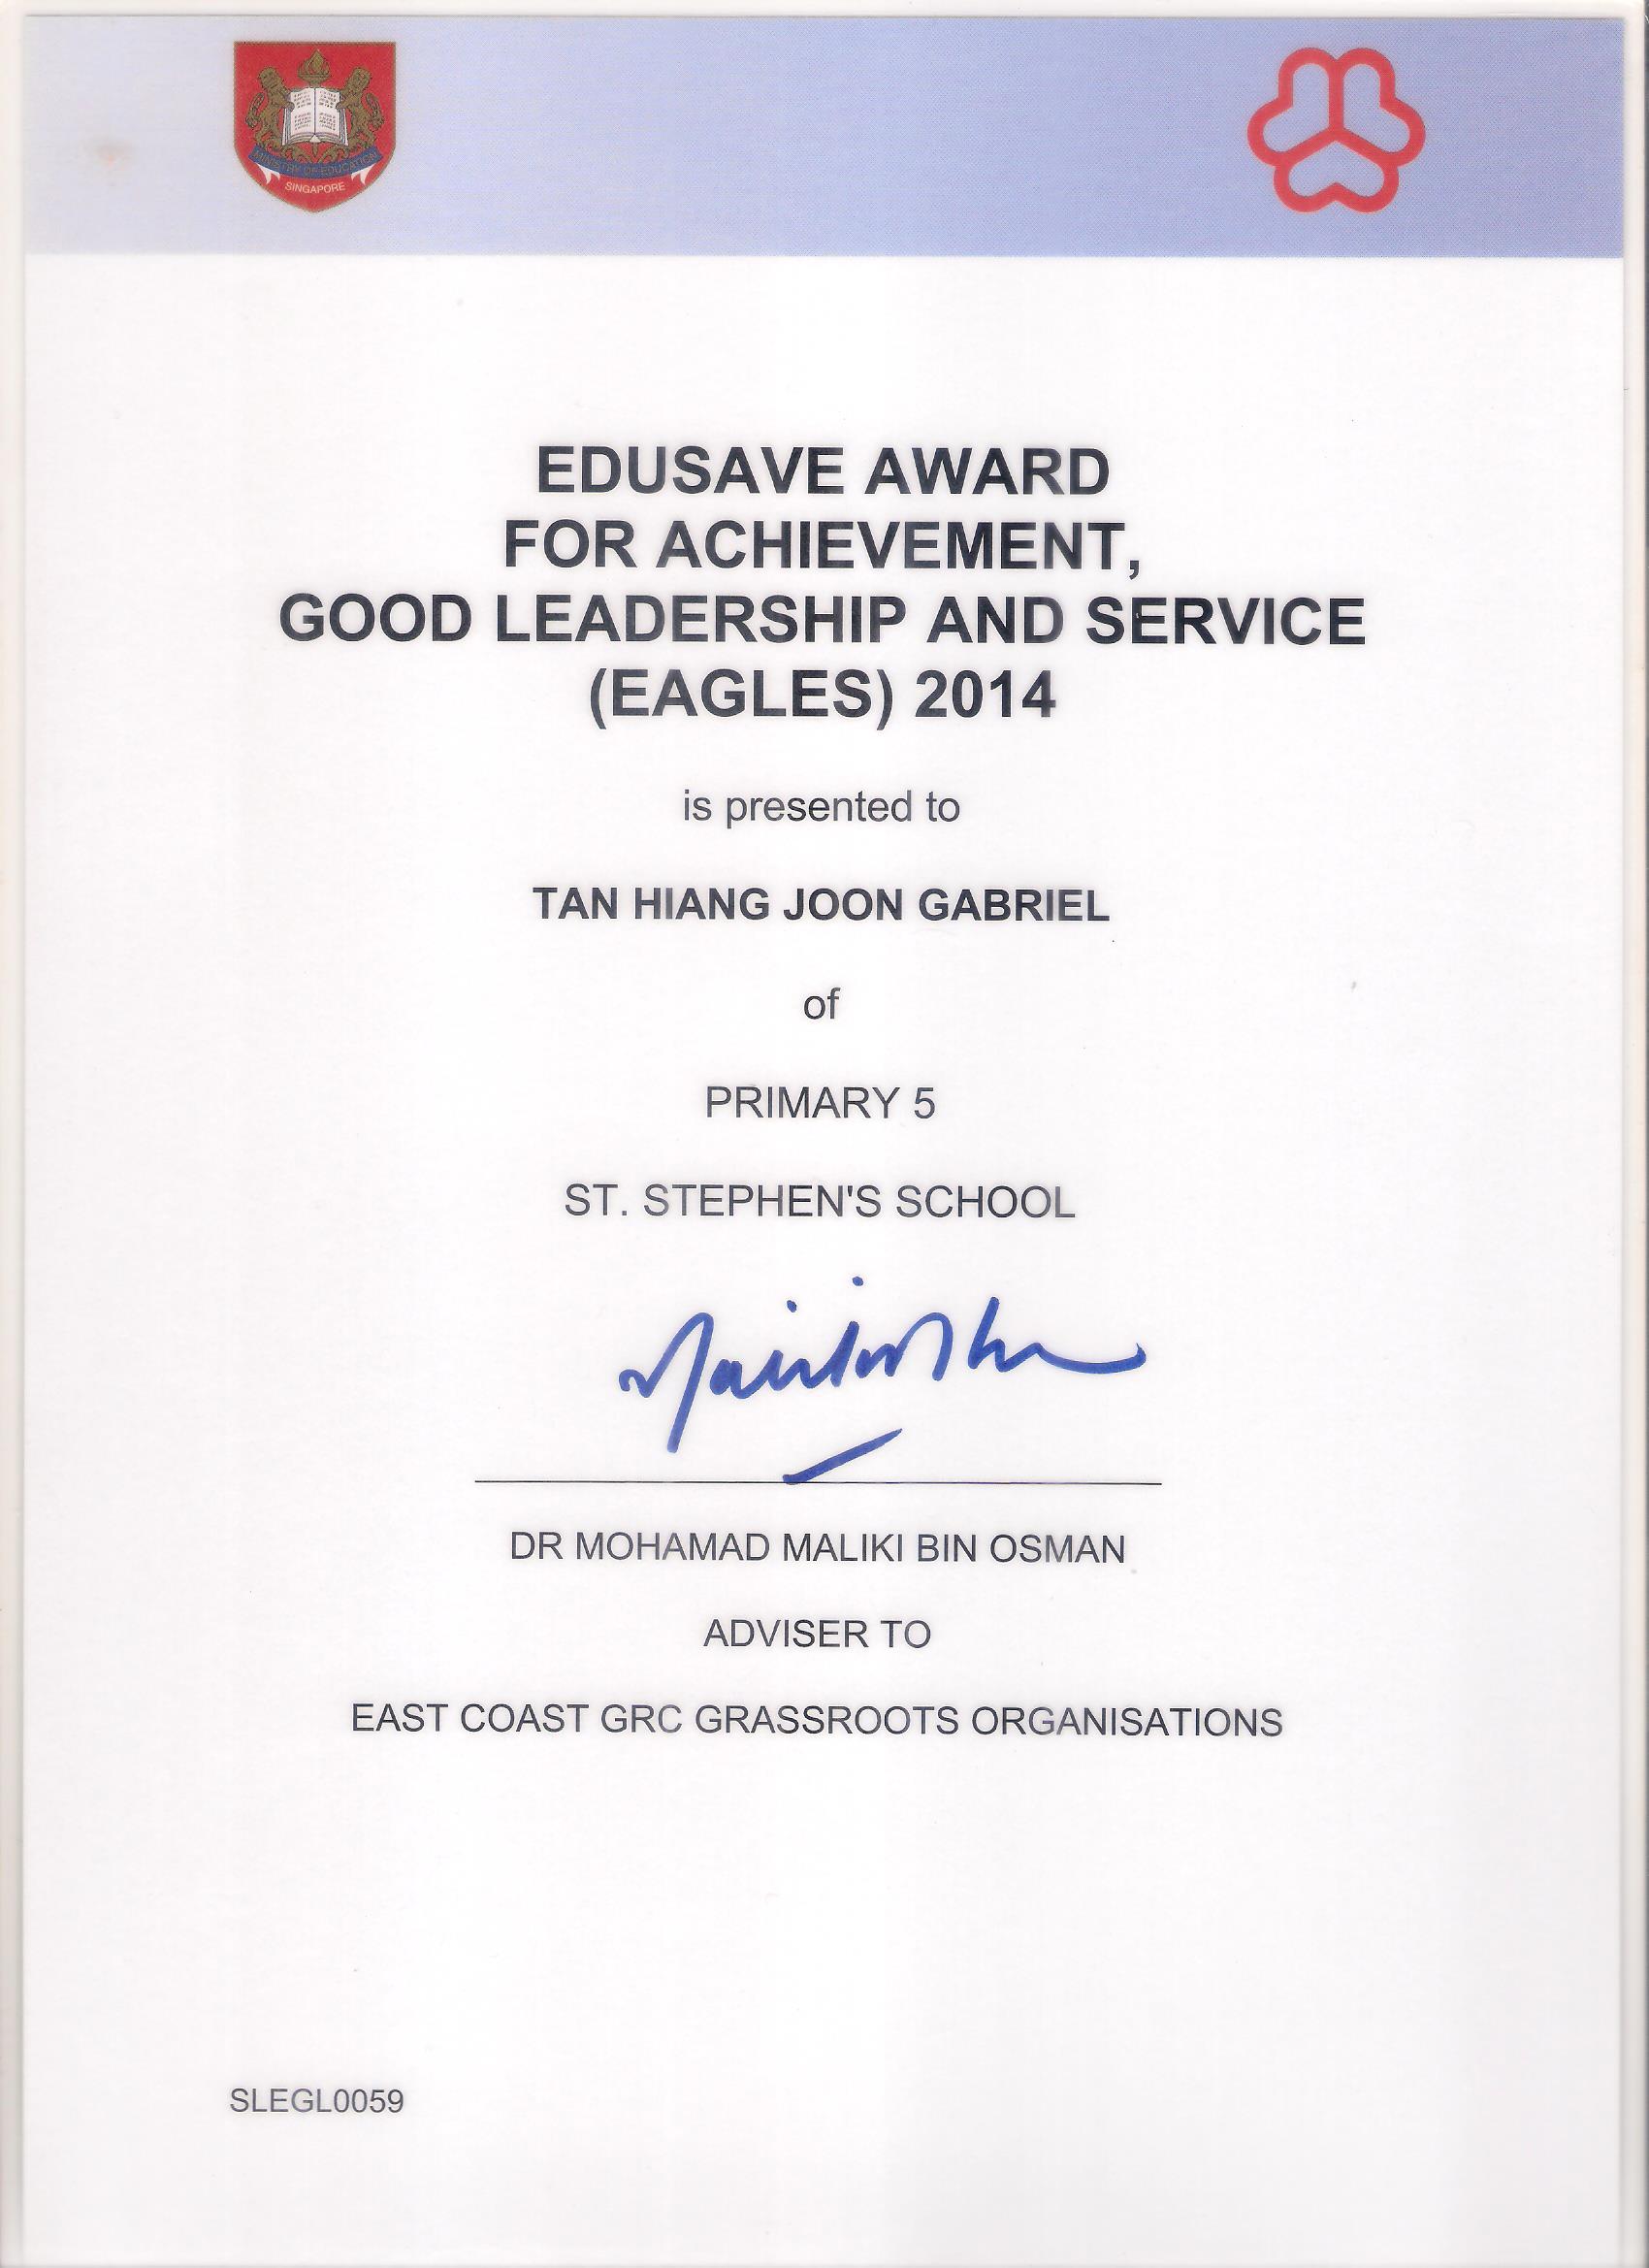 MINISTRY OF EDUCATION
SINGAPORE
EDUSAVE AWARD
FOR ACHIEVEMENT,
GOOD LEADERSHIP AND SERVICE
(EAGLES) 2014
is presented to
TAN HIANG JOON GABRIEL
of
PRIMARY 5
ST. STEPHEN'S SCHOOL
DR MOHAMAD MALIKI BIN OSMAN
ADVISER TO
EAST COAST GRC GRASSROOTS ORGANISATIONS
SLEGL0059